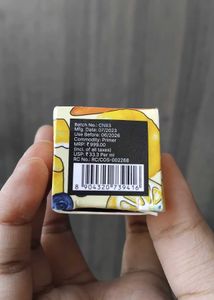 Batch No.: CN83
Mfg. Date: 07/2023
Use Before: 06/2026
Commodity: Primer
MRP: ₹ 999.00
(Incl. of all taxes)
USP: ₹ 33.3 Per ml
RC No.: RC/COS-002268
8 904320 739416